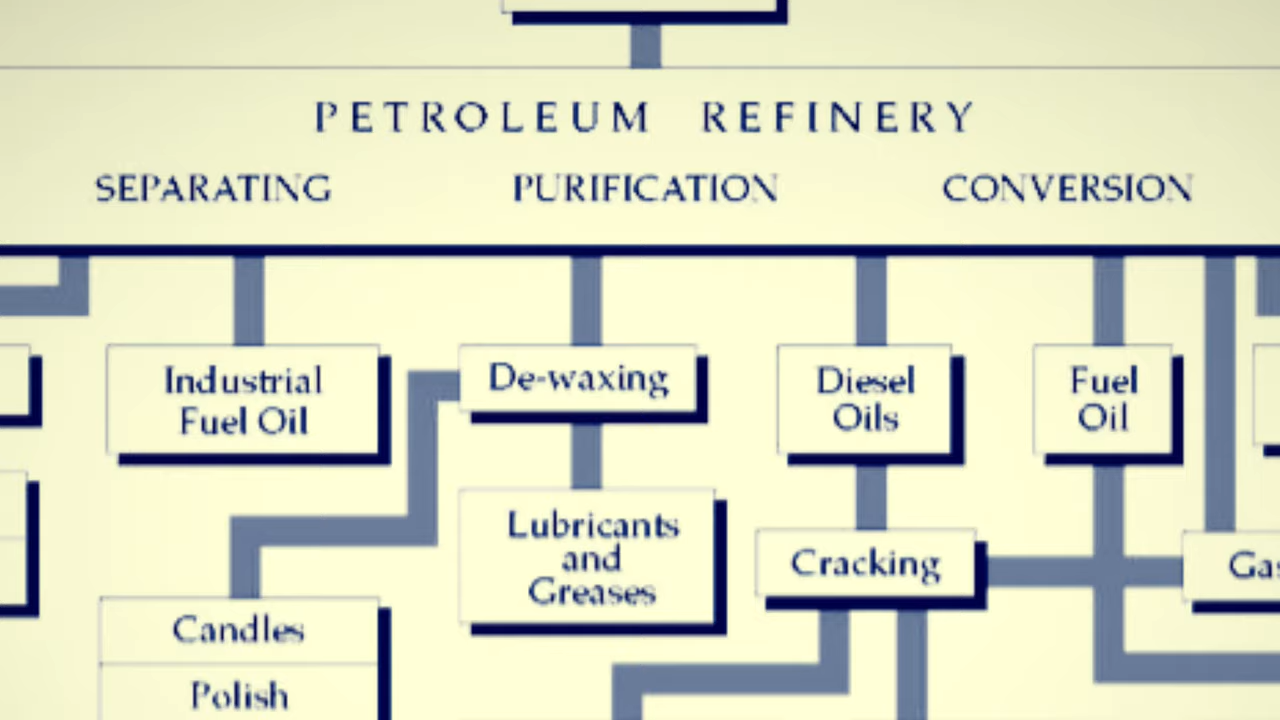 PETROLEUM REFINERY
SEPARATING PURIFICATION CONVERSION
Industrial
Fuel Oil
De-waxing
Diesel
Oils
Fuel
Oil
Lubricants
and
Greases
Cracking
Candles
Polish